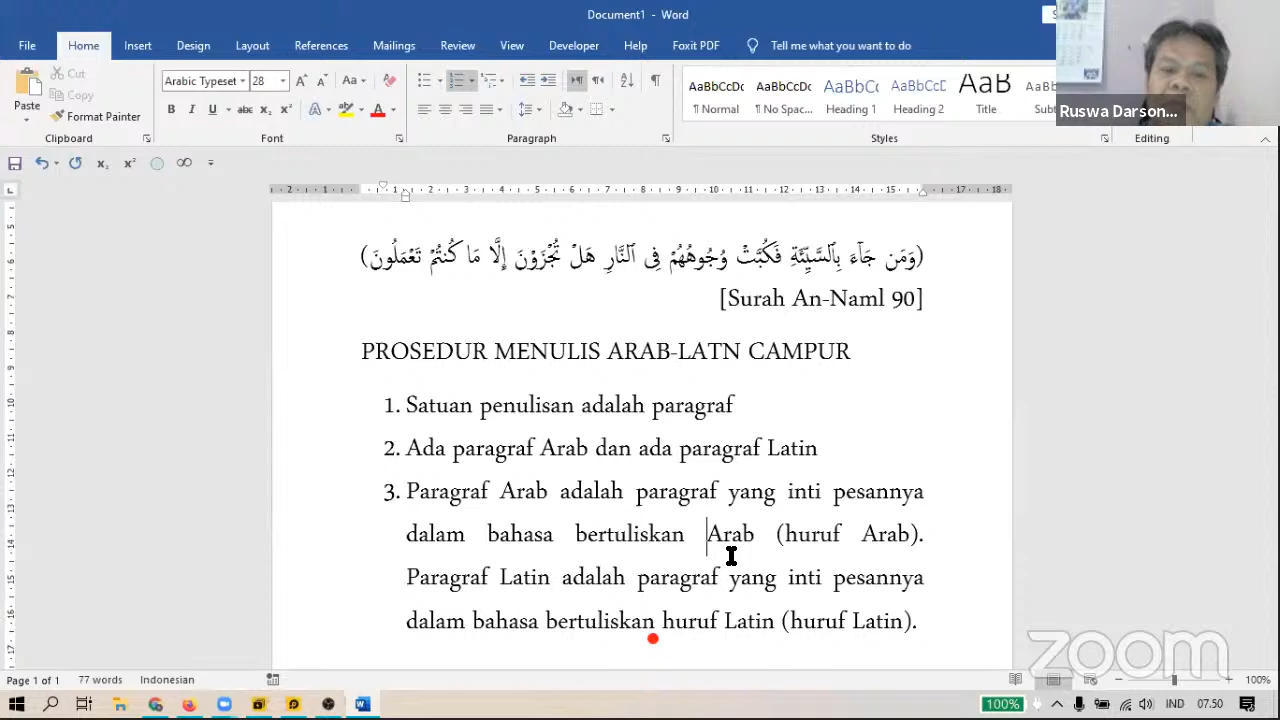 Document1 - Word
File Home Insert Design Layout References Mailings Review View Developer Help Foxit PDF Tell me what you want to do
Paste
Cut
Copy
Format Painter
Clipboard
Arabic Typeset 28
Font
Paragraph
AaBbCcDc AaBbCcDc AaBbC AaBbCcD AaB
¶ Normal ¶ No Spac... Heading 1 Heading 2 Title
Styles
Editing
Ruswa Darson...
(وَمَن جَاۤءَ بِٱلسَّیِّئَةِ فَكُبَّتۡ وُجُوهُهُمۡ فِی ٱلنَّارِ هَلۡ تُجۡزَوۡنَ إِلَّا مَا كُنتُمۡ تَعۡمَلُونَ)
[Surah An-Naml 90]
PROSEDUR MENULIS ARAB-LATN CAMPUR
1. Satuan penulisan adalah paragraf
2. Ada paragraf Arab dan ada paragraf Latin
3. Paragraf Arab adalah paragraf yang inti pesannya
dalam bahasa bertuliskan Arab (huruf Arab).
Paragraf Latin adalah paragraf yang inti pesannya
dalam bahasa bertuliskan huruf Latin (huruf Latin).
zoom
Page 1 of 1 77 words Indonesian 100%
100% IND 07.50